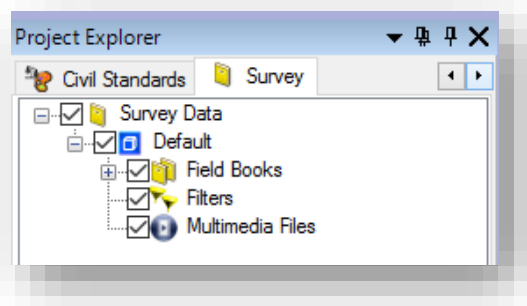 Project Explorer
Civil Standards Survey
Survey Data
Default
Field Books
Filters
Multimedia Files